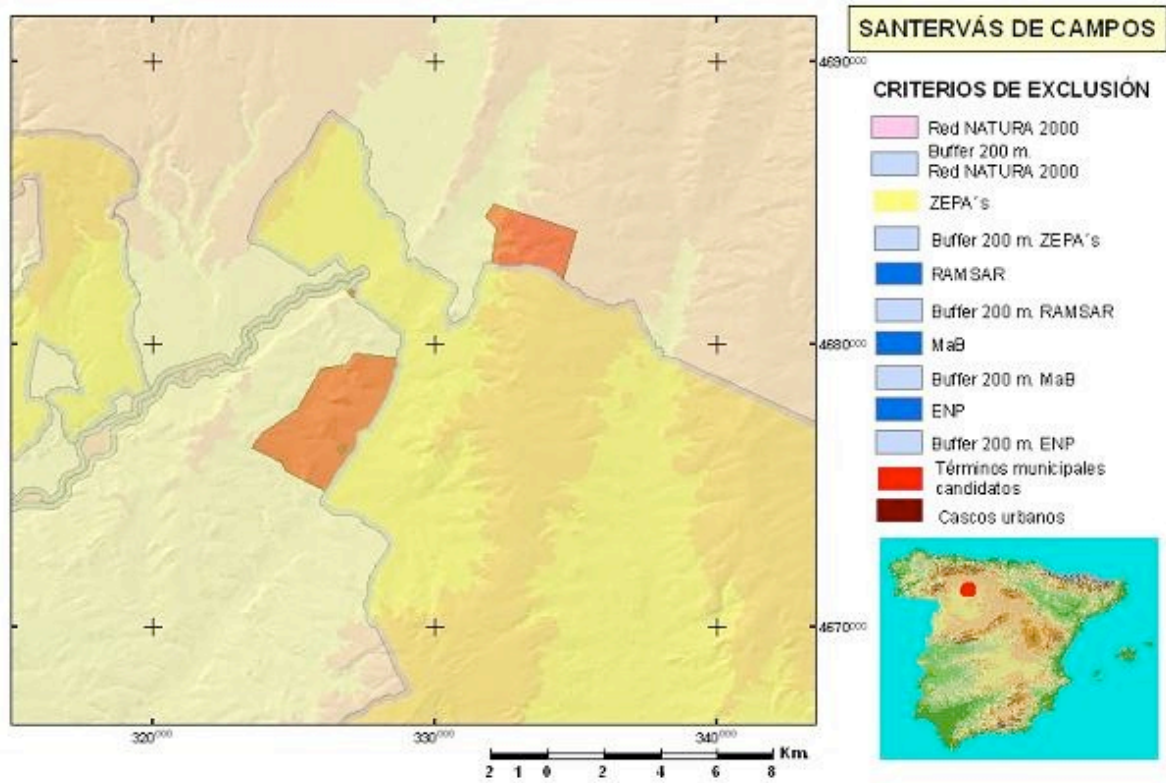 SANTERVÁS DE CAMPOS
CRITERIOS DE EXCLUSIÓN
Red NATURA 2000
Buffer 200 m.
Red NATURA 2000
ZEPA´s
Buffer 200 m. ZEPA´s
RAMSAR
Buffer 200 m. RAMSAR
MaB
Buffer 200 m. MaB
ENP
Buffer 200 m. ENP
Términos municipales
candidatos
Cascos urbanos
4690000
4680000
4670000
320000
330000
340000
Km.
2 1 0 2 4 6 8